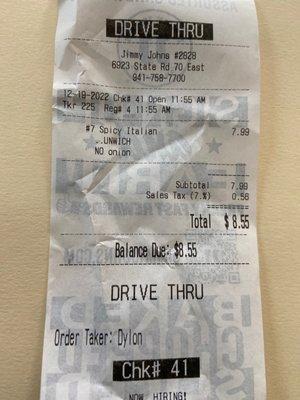 DRIVE THRU
Jimmy Johns #2828
6923 State Rd 70 East
941-758-7700
12-19-2022 Chk# 41 Open 11:55 AM
Tkr 225 Reg# 4 11:55 AM
#7 Spicy Italian 7.99
UNWICH
NO onion
Subtotal 7.99
Sales Tax (7.%) 0.56
Total $ 8.55
Balance Due: $8.55
DRIVE THRU
Order Taker: Dylon
Chk# 41
NOW HIRING!